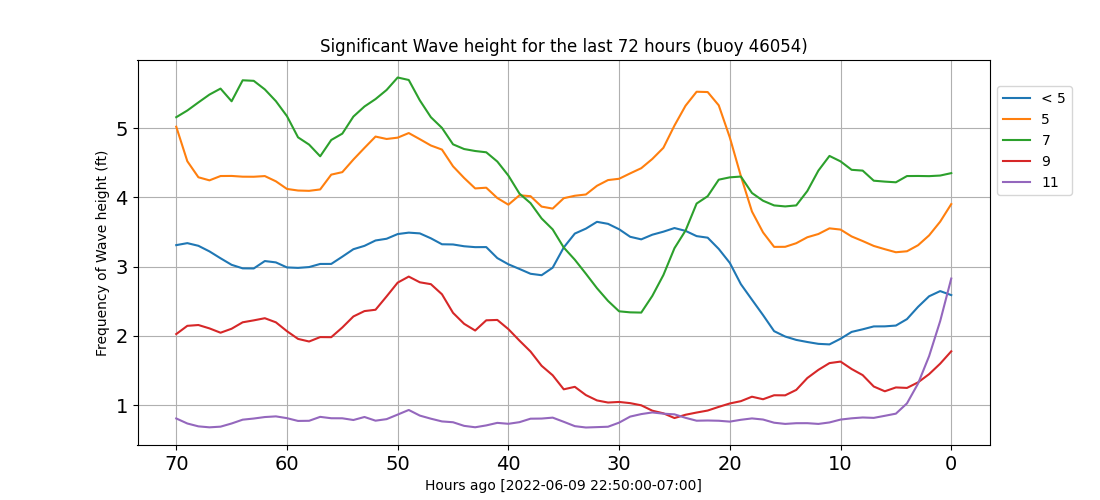 Significant Wave height for the last 72 hours (buoy 46054)
Frequency of Wave height (ft)
5
4
3
2
1
70 60 50 40 30 20 10 0
Hours ago [2022-06-09 22:50:00-07:00]
< 5
5
7
9
11